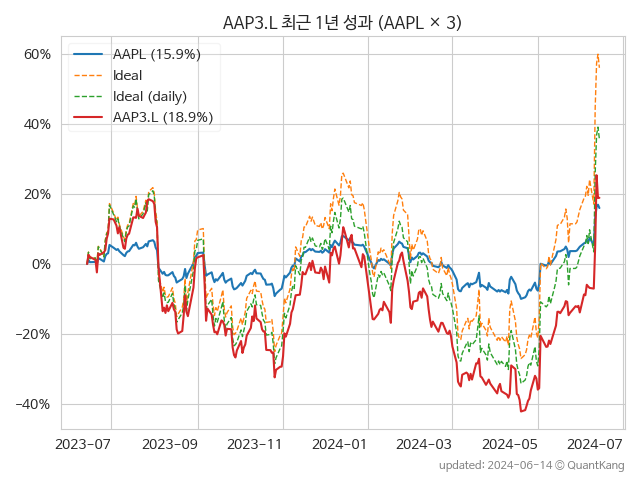 AAP3.L 최근 1년 성과 (AAPL × 3)
60%
40%
20%
0%
−20%
−40%
AAPL (15.9%)
Ideal
Ideal (daily)
AAP3.L (18.9%)
2023-07 2023-09 2023-11 2024-01 2024-03 2024-05 2024-07
updated: 2024-06-14 © QuantKang